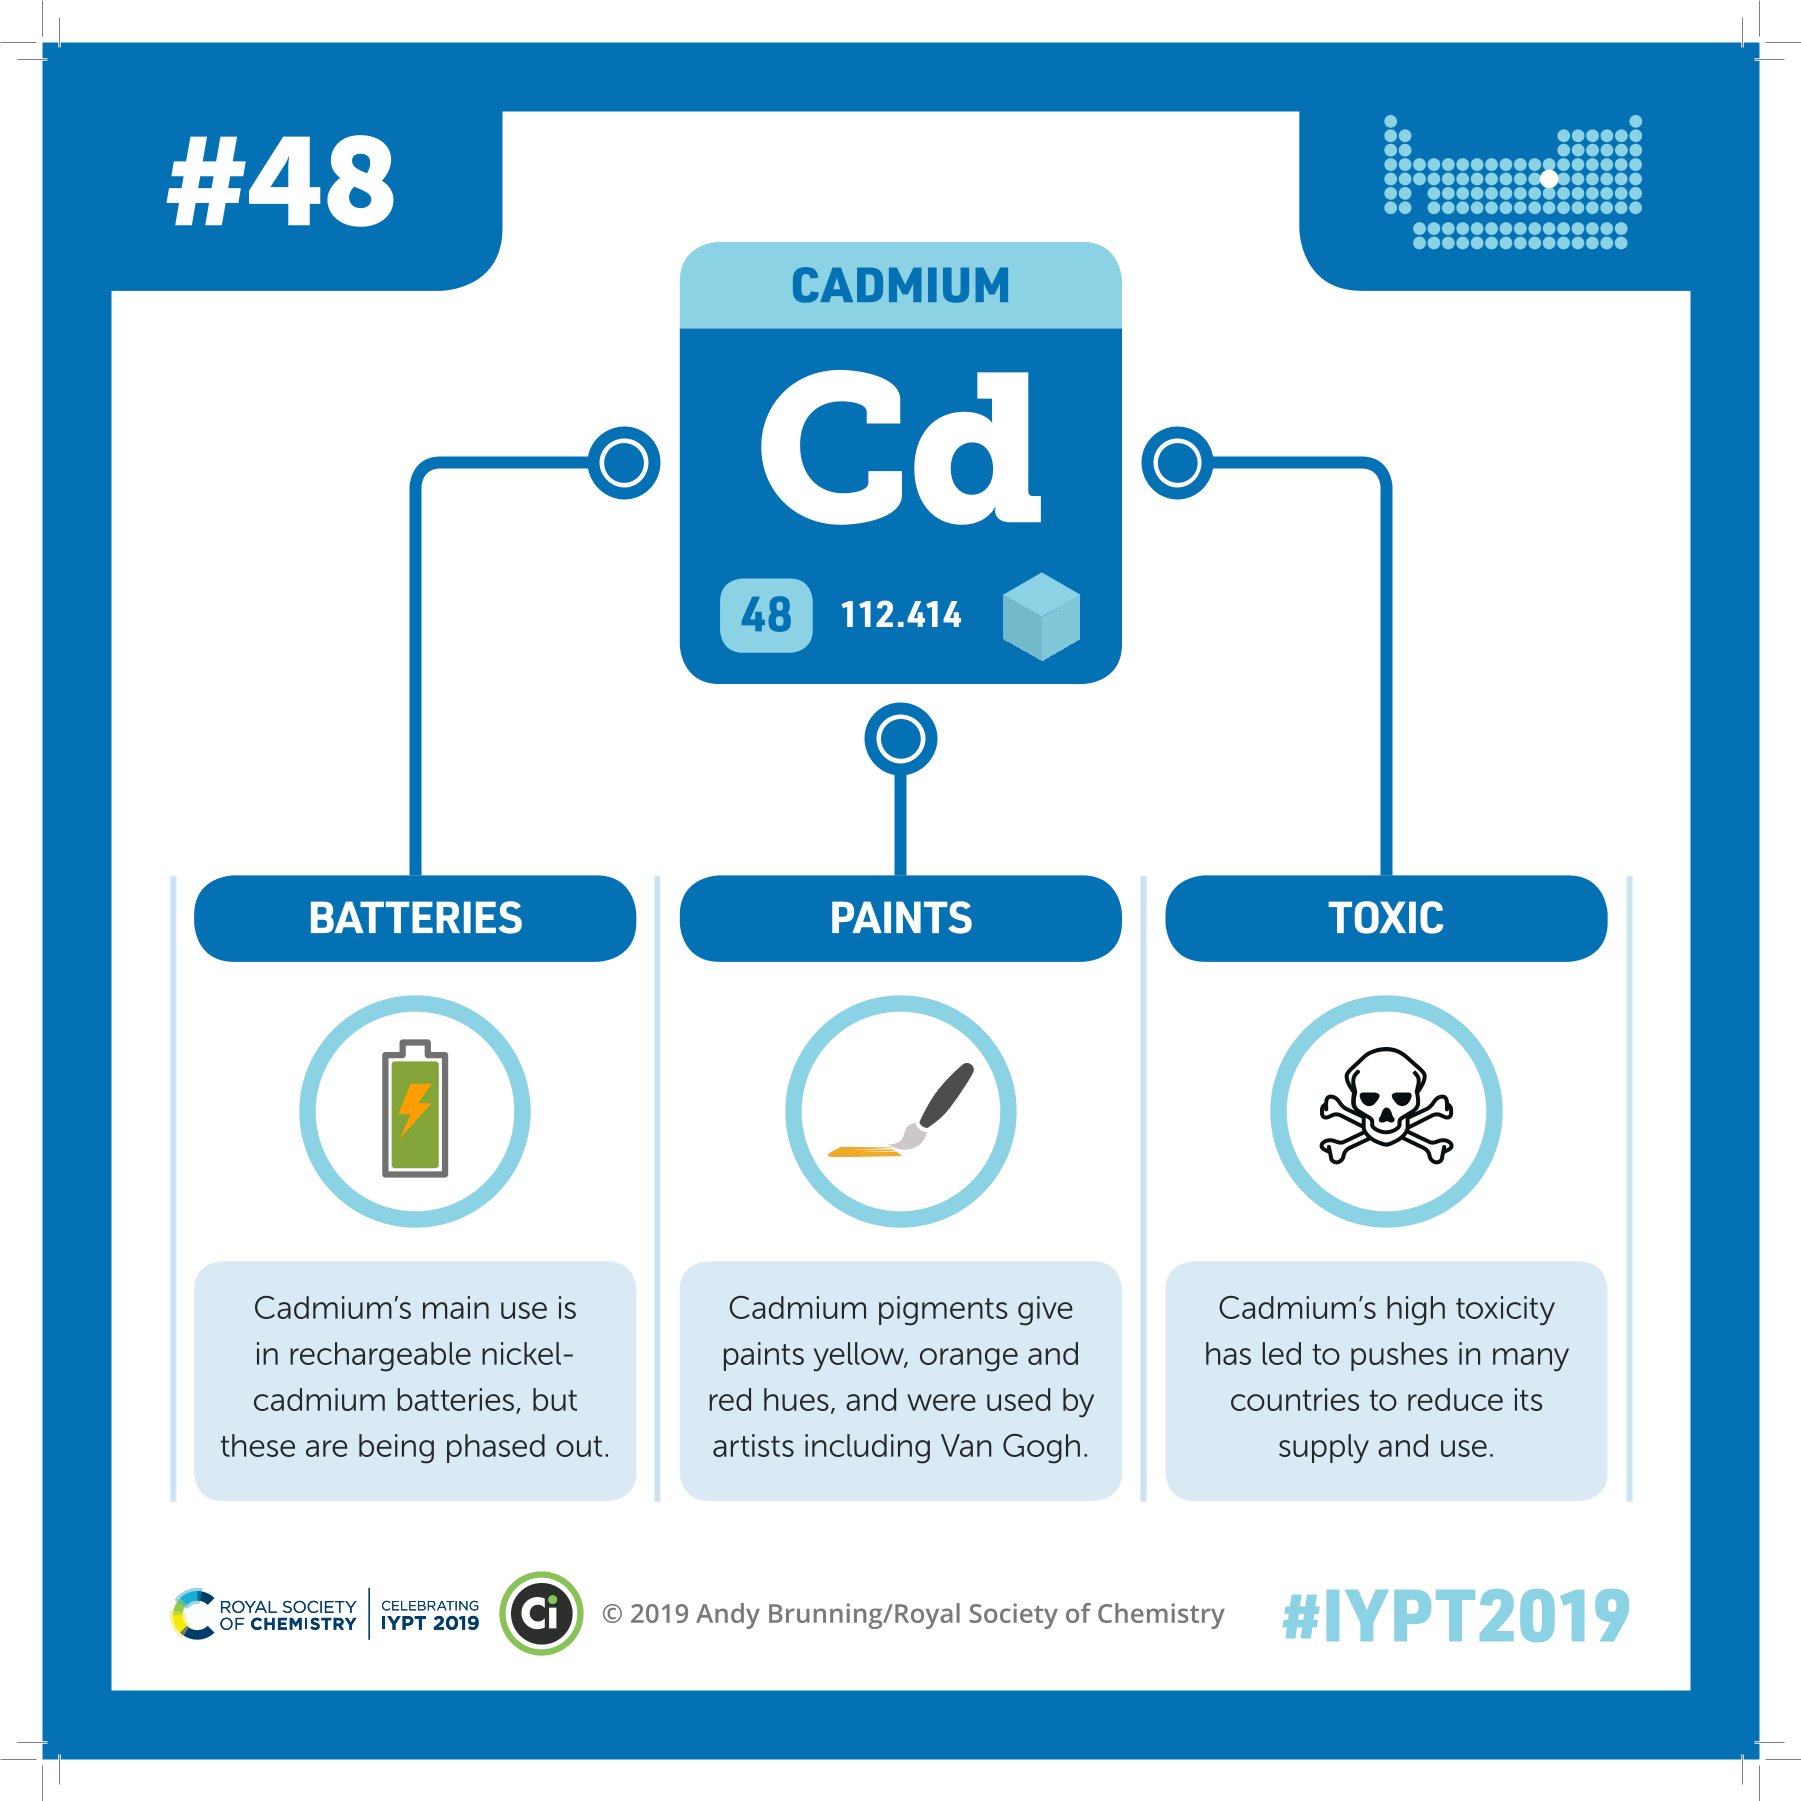 #48
CADMIUM
Cd
48
112.414
BATTERIES
Cadmium’s main use is
in rechargeable nickel-
cadmium batteries, but
these are being phased out.
PAINTS
Cadmium pigments give
paints yellow, orange and
red hues, and were used by
artists including Van Gogh.
TOXIC
Cadmium’s high toxicity
has led to pushes in many
countries to reduce its
supply and use.
ROYAL SOCIETY
OF CHEMISTRY
CELEBRATING
IYPT 2019
Ci
© 2019 Andy Brunning/Royal Society of Chemistry
#IYPT2019